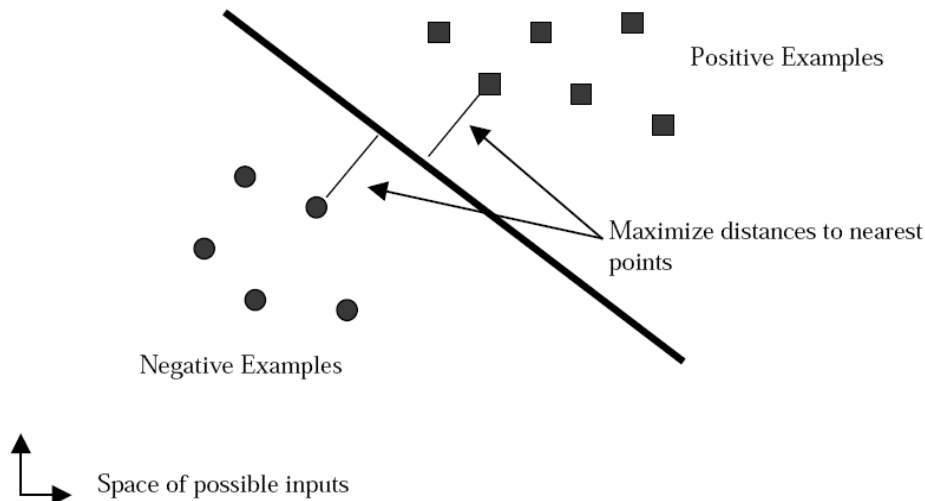 Positive Examples
Maximize distances to nearest
points
Negative Examples
Space of possible inputs